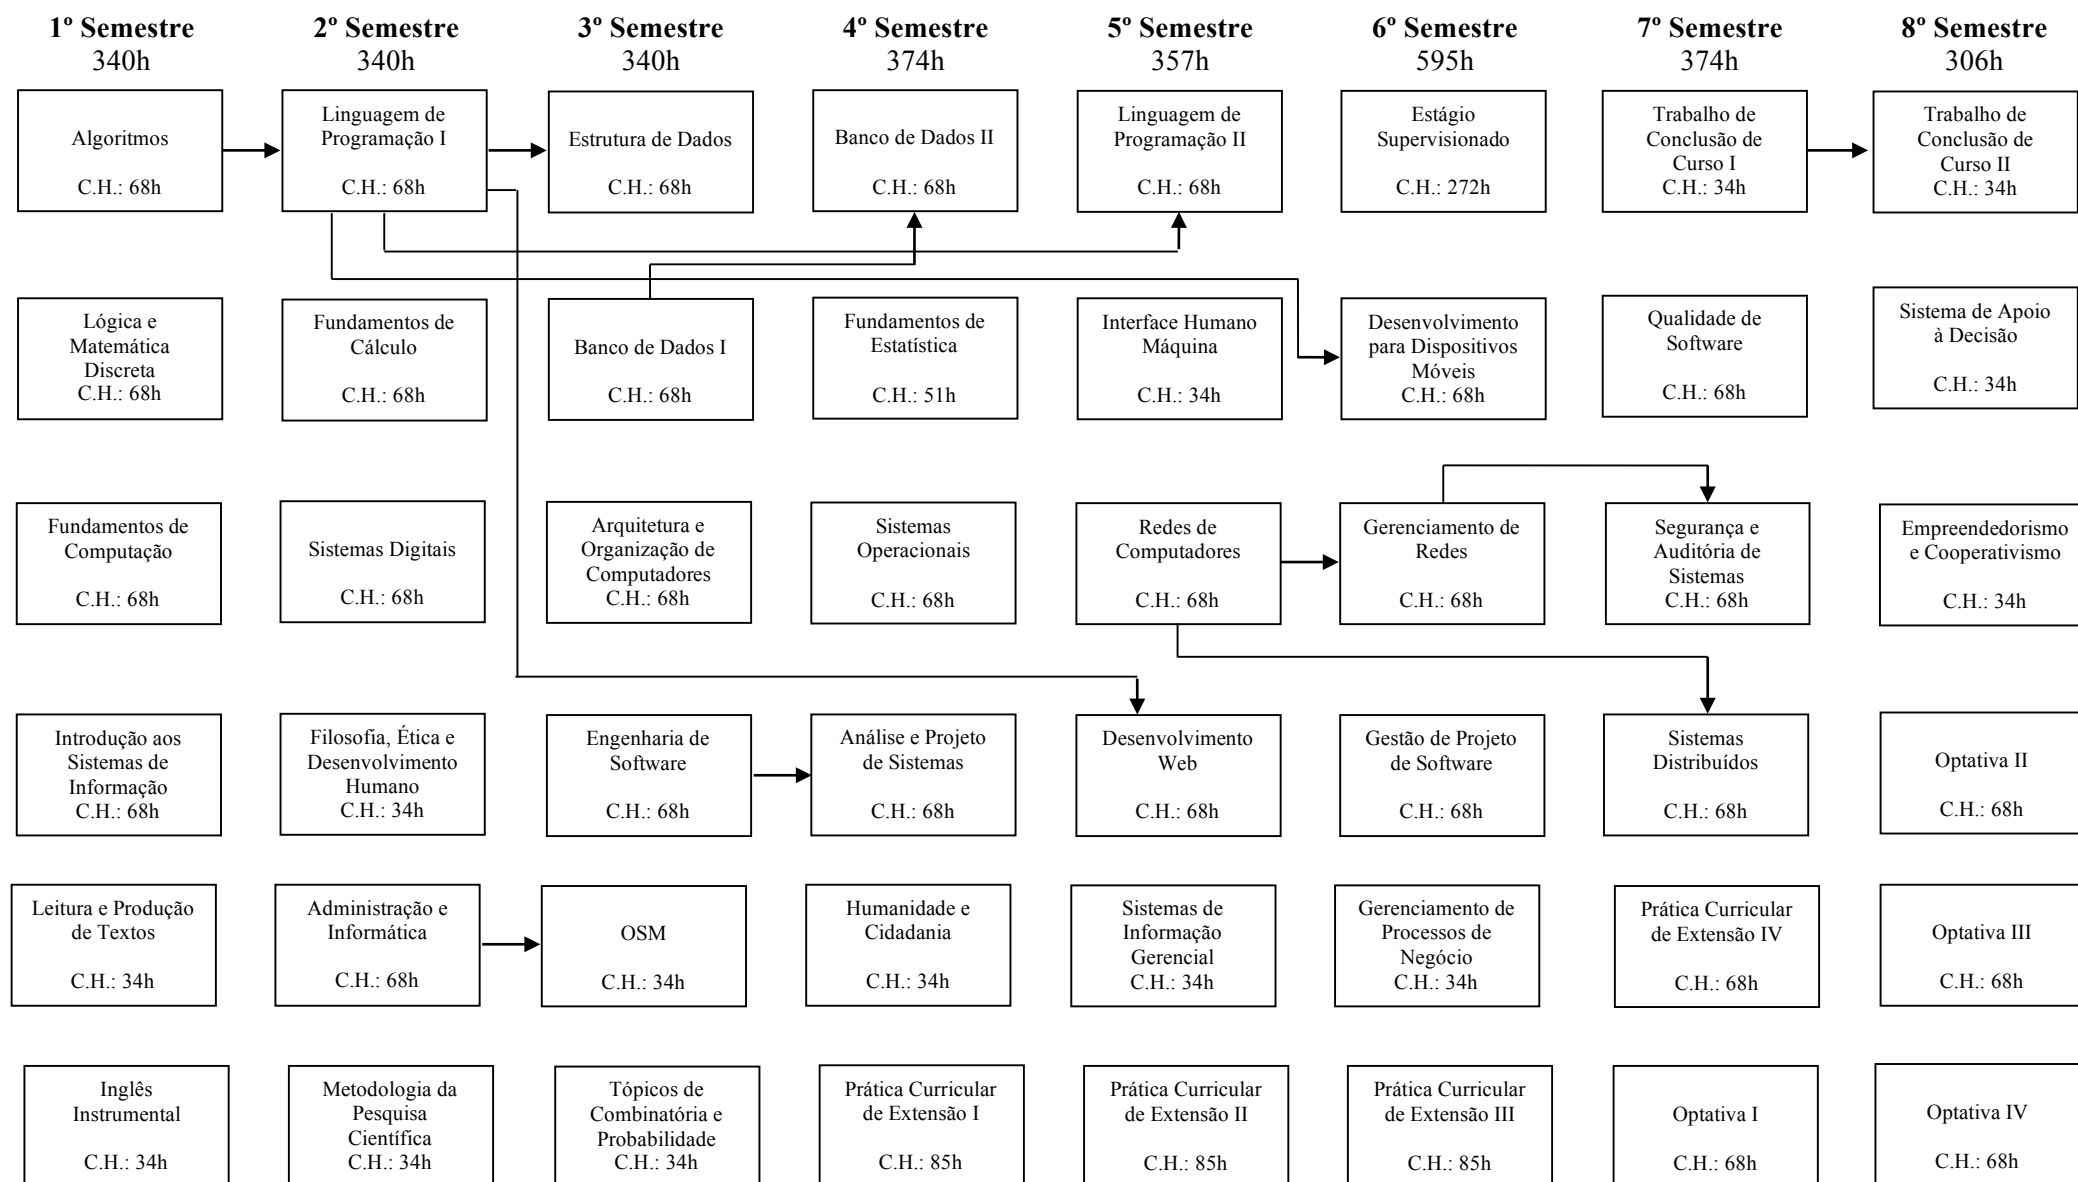 1º Semestre
340h
2º Semestre
340h
3º Semestre
340h
4º Semestre
374h
5º Semestre
357h
6º Semestre
595h
7º Semestre
374h
8º Semestre
306h
Algoritmos
C.H.: 68h
Linguagem de
Programação I
C.H.: 68h
Estrutura de Dados
C.H.: 68h
Banco de Dados II
C.H.: 68h
Linguagem de
Programação II
C.H.: 68h
Estágio
Supervisionado
C.H.: 272h
Trabalho de
Conclusão de
Curso I
C.H.: 34h
Trabalho de
Conclusão de
Curso II
C.H.: 34h
Lógica e
Matemática
Discreta
C.H.: 68h
Fundamentos de
Cálculo
C.H.: 68h
Banco de Dados I
C.H.: 68h
Fundamentos de
Estatística
C.H.: 51h
Interface Humano
Máquina
C.H.: 34h
Desenvolvimento
para Dispositivos
Móveis
C.H.: 68h
Qualidade de
Software
C.H.: 68h
Sistema de Apoio
à Decisão
C.H.: 34h
Fundamentos de
Computação
C.H.: 68h
Sistemas Digitais
C.H.: 68h
Arquitetura e
Organização de
Computadores
C.H.: 68h
Sistemas
Operacionais
C.H.: 68h
Redes de
Computadores
C.H.: 68h
Gerenciamento de
Redes
C.H.: 68h
Segurança e
Auditória de
Sistemas
C.H.: 68h
Empreendedorismo
e Cooperativismo
C.H.: 34h
Introdução aos
Sistemas de
Informação
C.H.: 68h
Filosofia, Ética e
Desenvolvimento
Humano
C.H.: 34h
Engenharia de
Software
C.H.: 68h
Análise e Projeto
de Sistemas
C.H.: 68h
Desenvolvimento
Web
C.H.: 68h
Gestão de Projeto
de Software
C.H.: 68h
Sistemas
Distribuídos
C.H.: 68h
Optativa II
C.H.: 68h
Leitura e Produção
de Textos
C.H.: 34h
Administração e
Informática
C.H.: 68h
OSM
C.H.: 34h
Humanidade e
Cidadania
C.H.: 34h
Sistemas de
Informação
Gerencial
C.H.: 34h
Gerenciamento de
Processos de
Negócio
C.H.: 34h
Prática Curricular
de Extensão IV
C.H.: 68h
Optativa III
C.H.: 68h
Inglês
Instrumental
C.H.: 34h
Metodologia da
Pesquisa
Científica
C.H.: 34h
Tópicos de
Combinatória e
Probabilidade
C.H.: 34h
Prática Curricular
de Extensão I
C.H.: 85h
Prática Curricular
de Extensão II
C.H.: 85h
Prática Curricular
de Extensão III
C.H.: 85h
Optativa I
C.H.: 68h
Optativa IV
C.H.: 68h